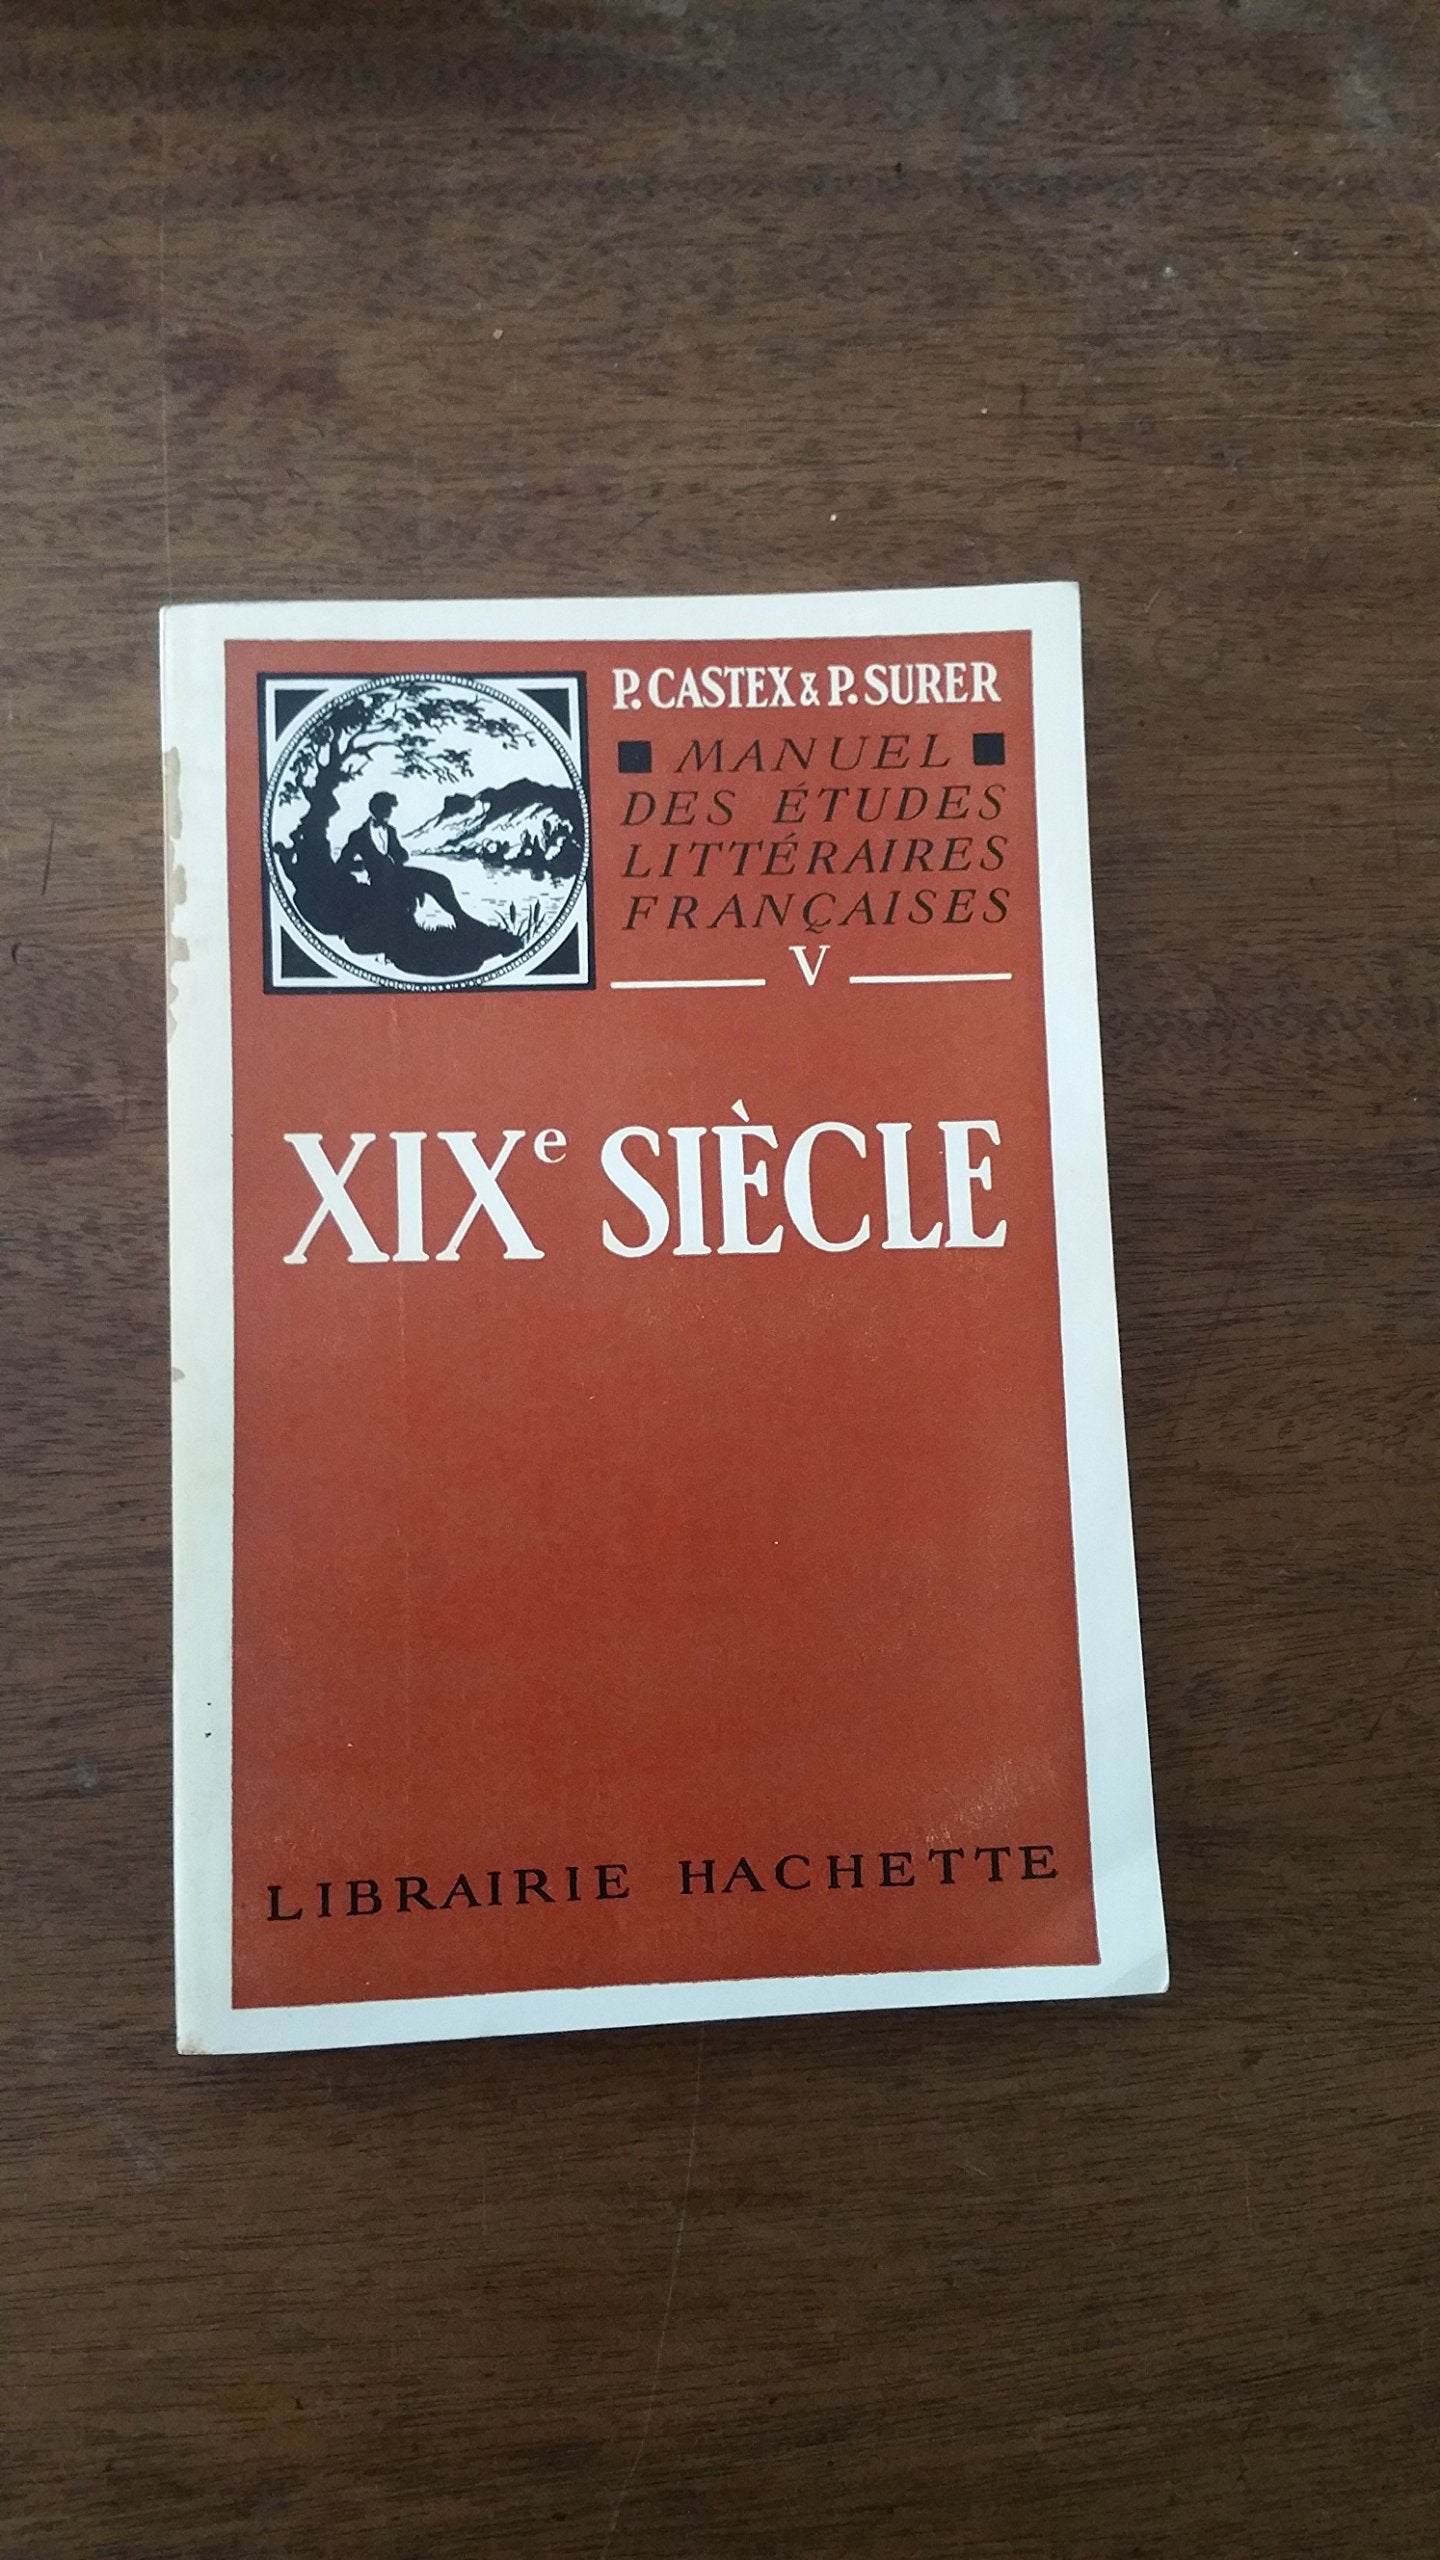 P. CASTEX & P. SURER
MANUEL
DES ÉTUDES
LITTÉRAIRES
FRANÇAISES
V
XIXe SIÈCLE
LIBRAIRIE HACHETTE